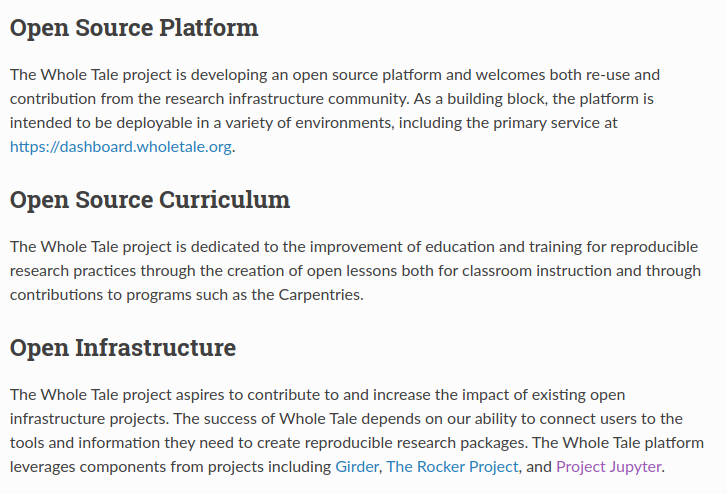 Open Source Platform
The Whole Tale project is developing an open source platform and welcomes both re-use and
contribution from the research infrastructure community. As a building block, the platform is
intended to be deployable in a variety of environments, including the primary service at
https://dashboard.wholetale.org.
Open Source Curriculum
The Whole Tale project is dedicated to the improvement of education and training for reproducible
research practices through the creation of open lessons both for classroom instruction and through
contributions to programs such as the Carpentries.
Open Infrastructure
The Whole Tale project aspires to contribute to and increase the impact of existing open
infrastructure projects. The success of Whole Tale depends on our ability to connect users to the
tools and information they need to create reproducible research packages. The Whole Tale platform
leverages components from projects including Girder, The Rocker Project, and Project Jupyter.